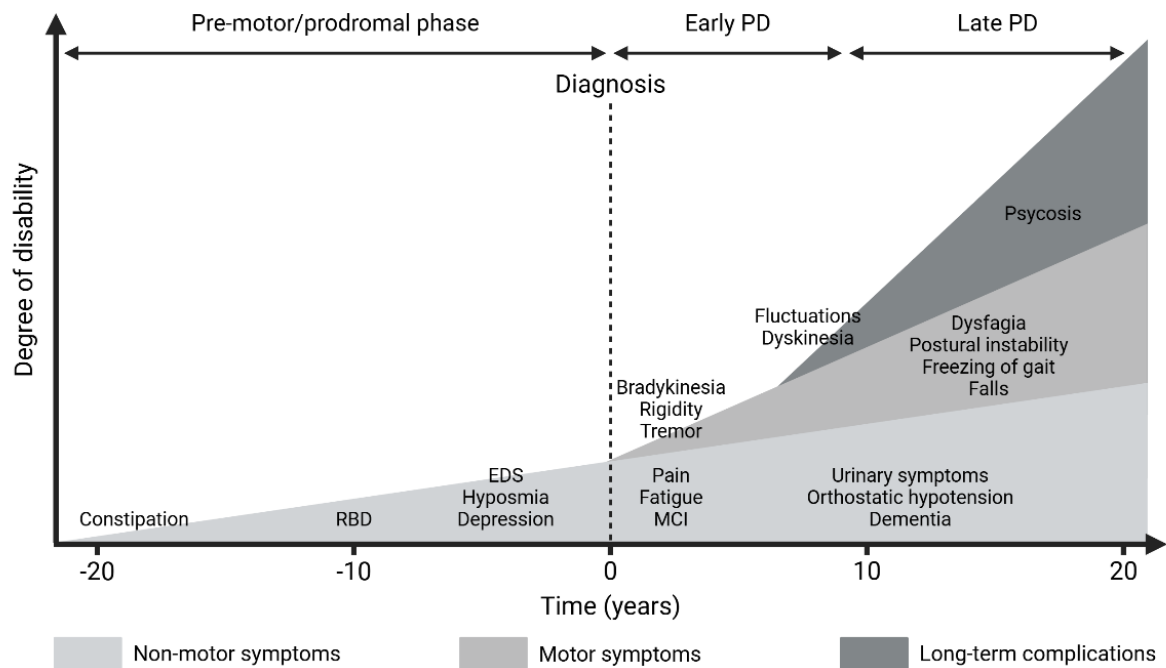 Pre-motor/prodromal phase
Early PD
Late PD
Diagnosis
Degree of disability
Psycosis
Fluctuations
Dyskinesia
Dysfagia
Postural instability
Freezing of gait
Falls
Bradykinesia
Rigidity
Tremor
EDS
Hyposmia
Depression
Constipation
RBD
Pain
Fatigue
MCI
Urinary symptoms
Orthostatic hypotension
Dementia
-20
-10
0
10
20
Time (years)
Non-motor symptoms
Motor symptoms
Long-term complications